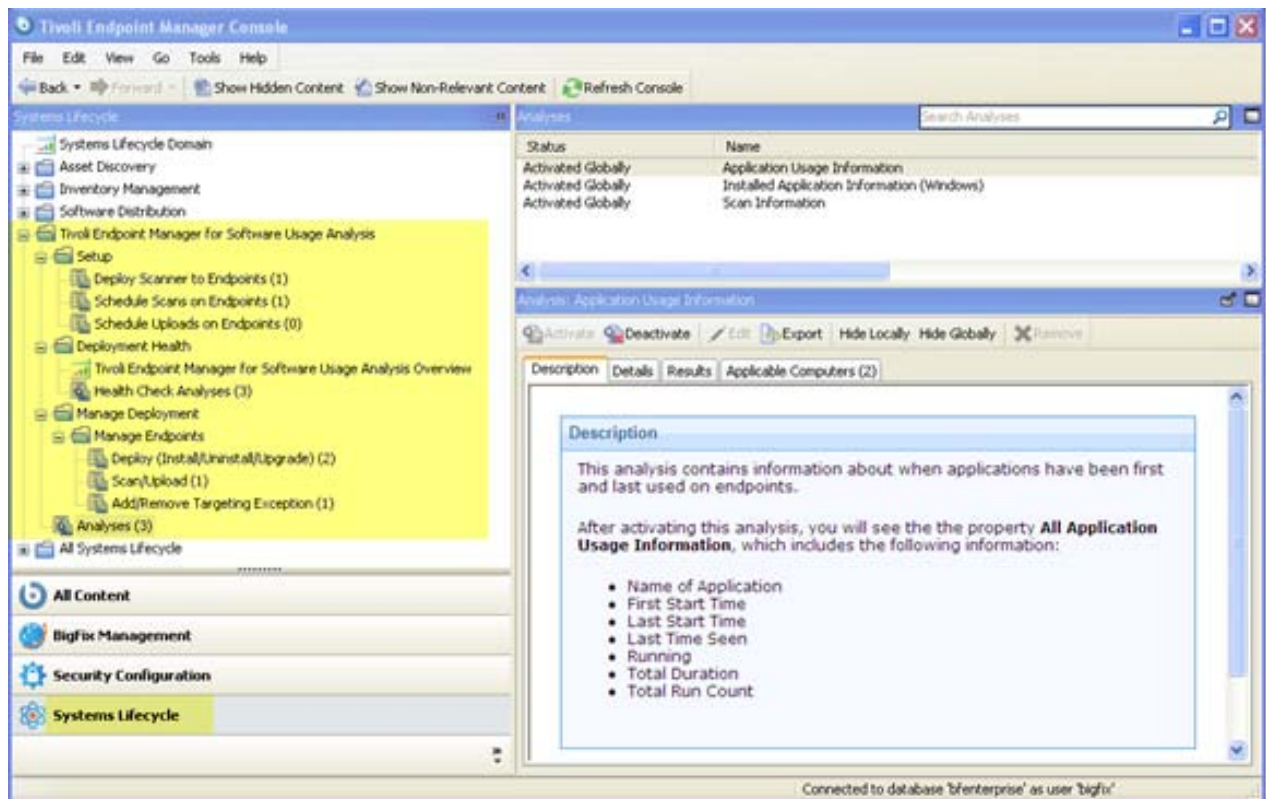 Tivoli Endpoint Manager Console
File Edit View Go Tools Help
Back Forward Show Hidden Content Show Non-Relevant Content Refresh Console
Systems Lifecycle
Systems Lifecycle Domain
Asset Discovery
Inventory Management
Software Distribution
Tivoli Endpoint Manager for Software Usage Analysis
Setup
Deploy Scanner to Endpoints (1)
Schedule Scans on Endpoints (1)
Schedule Uploads on Endpoints (0)
Deployment Health
Tivoli Endpoint Manager for Software Usage Analysis Overview
Health Check Analyses (3)
Manage Deployment
Manage Endpoints
Deploy (Install/Uninstall/Upgrade) (2)
Scan/Upload (1)
Add/Remove Targeting Exception (1)
Analyses (3)
All Systems Lifecycle
All Content
BigFix Management
Security Configuration
Systems Lifecycle
Analyses Search Analyses
Status Name
Activated Globally Application Usage Information
Activated Globally Installed Application Information (Windows)
Activated Globally Scan Information
Analysis: Application Usage Information
Activate Deactivate Edit Export Hide Locally Hide Globally Remove
Description Details Results Applicable Computers (2)
Description
This analysis contains information about when applications have been first
and last used on endpoints.
After activating this analysis, you will see the the property All Application
Usage Information, which includes the following information:
• Name of Application
• First Start Time
• Last Start Time
• Last Time Seen
• Running
• Total Duration
• Total Run Count
Connected to database 'bfenterprise' as user 'bigfix'